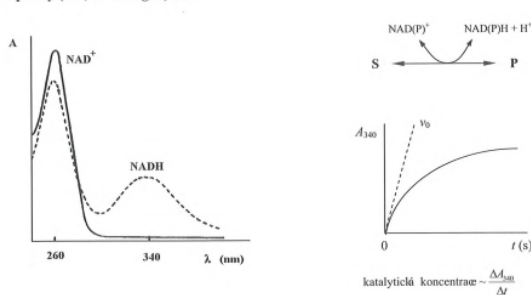 A
NAD⁺
NADH
260
340
λ (nm)
NAD(P)⁺
NAD(P)H + H⁺
S
P
A₃₄₀
v₀
0
t (s)
katalytická koncentrace ~ ΔA₃₄₀ / Δt